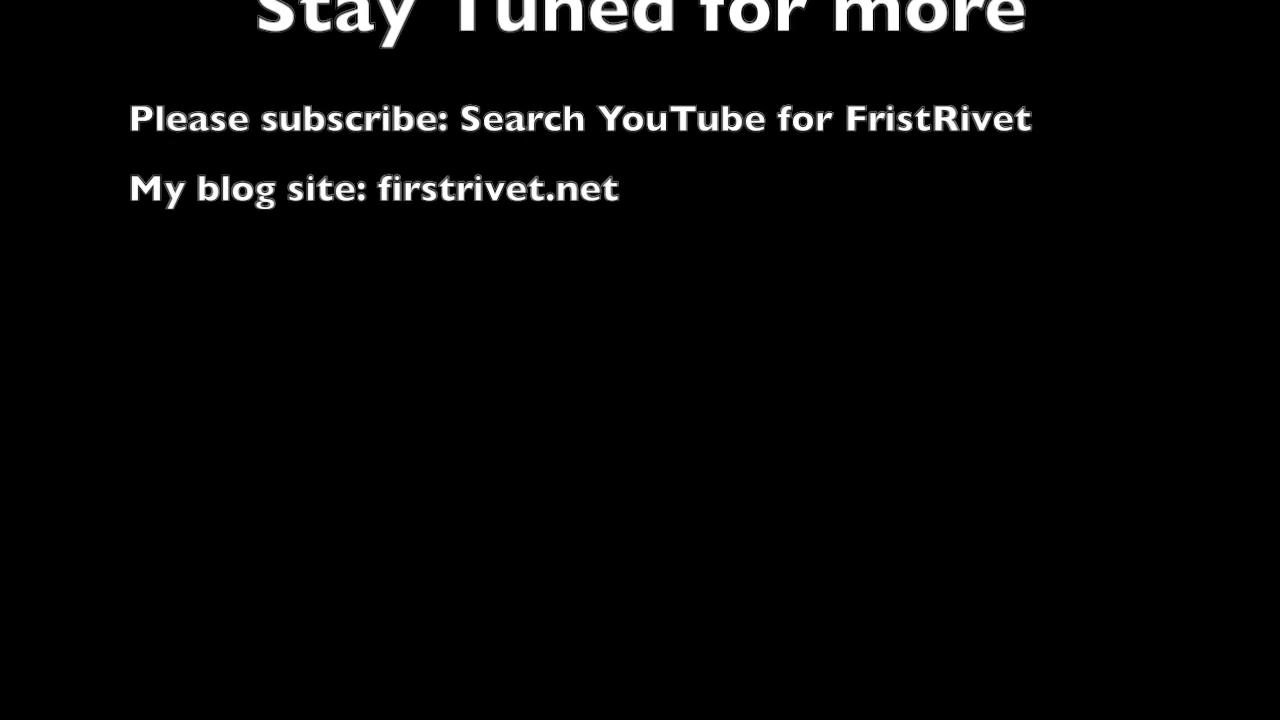 Stay Tuned for more
Please subscribe: Search YouTube for FristRivet
My blog site: firstrivet.net